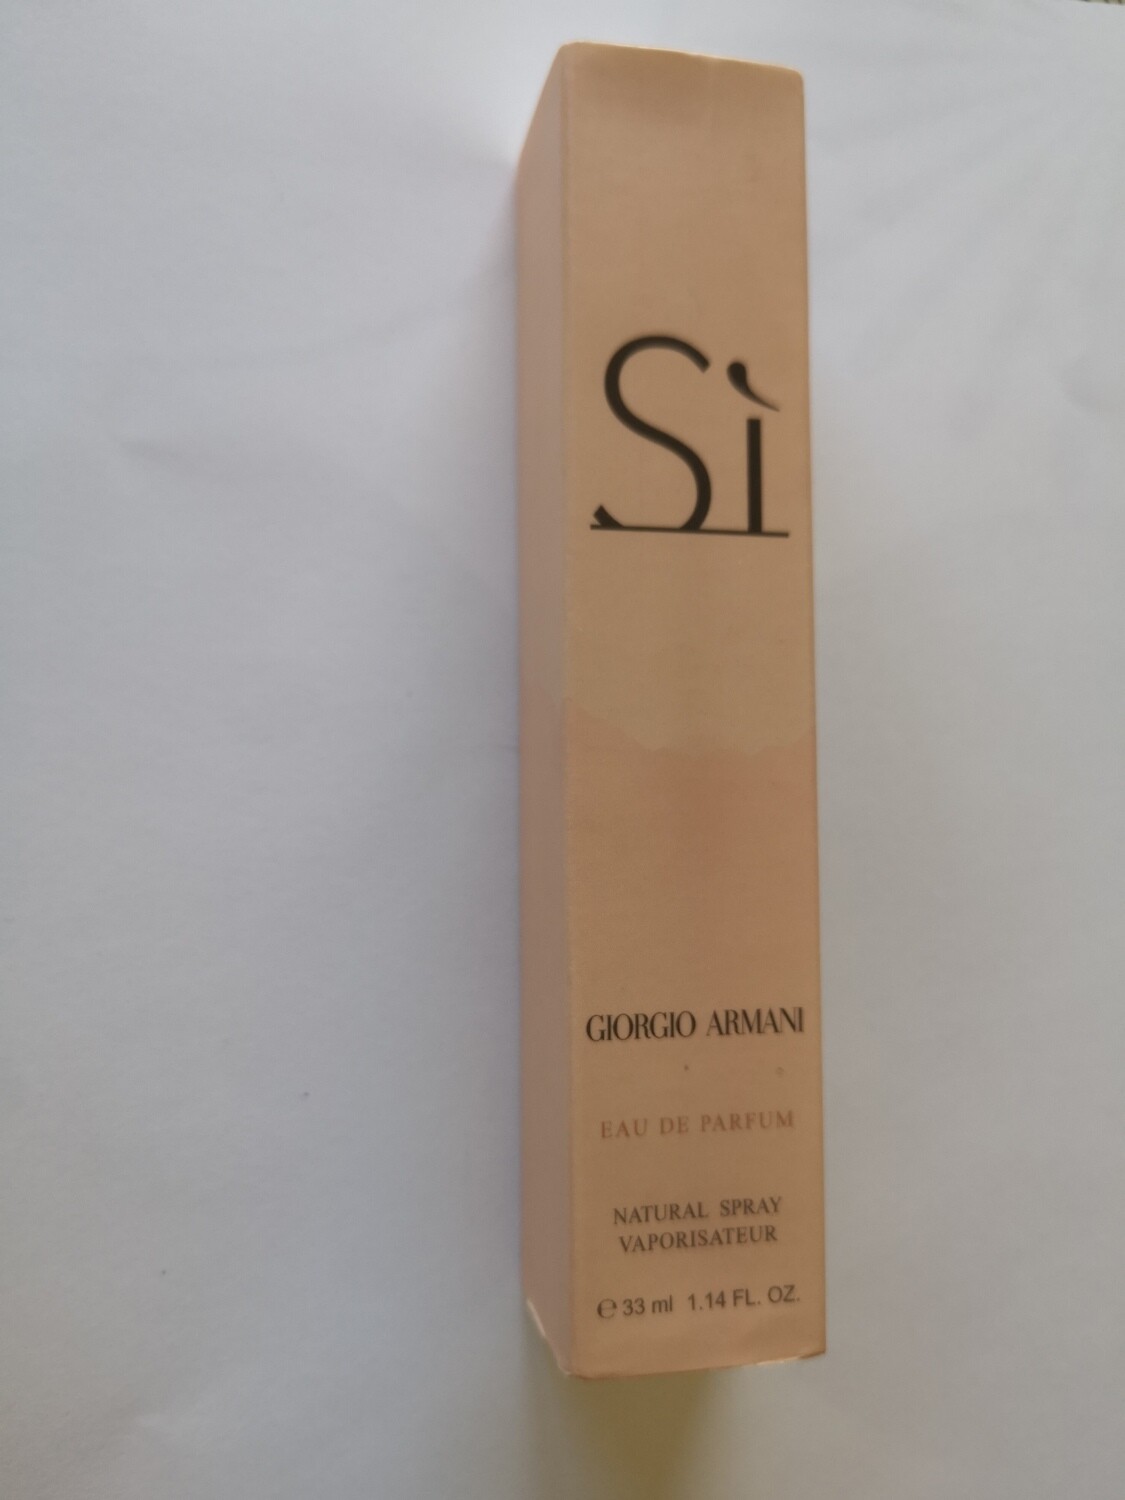 Sì
GIORGIO ARMANI
EAU DE PARFUM
NATURAL SPRAY
VAPORISATEUR
℮ 33 ml 1.14 FL. OZ.